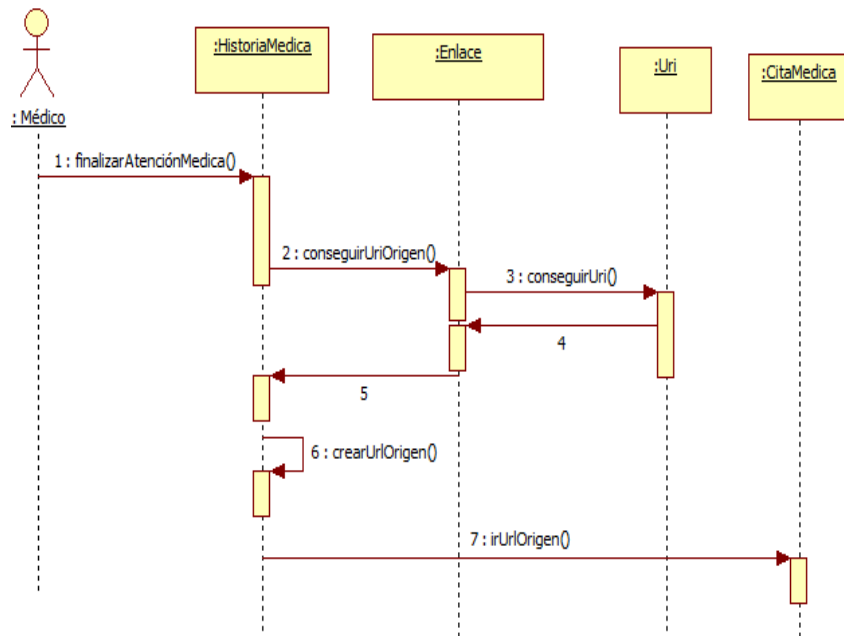 :HistoriaMedica
:Enlace
:Uri
:CitaMedica
: Médico
1 : finalizarAtenciónMedica()
2 : conseguirUriOrigen()
3 : conseguirUri()
4
5
6 : crearUrlOrigen()
7 : irUrlOrigen()